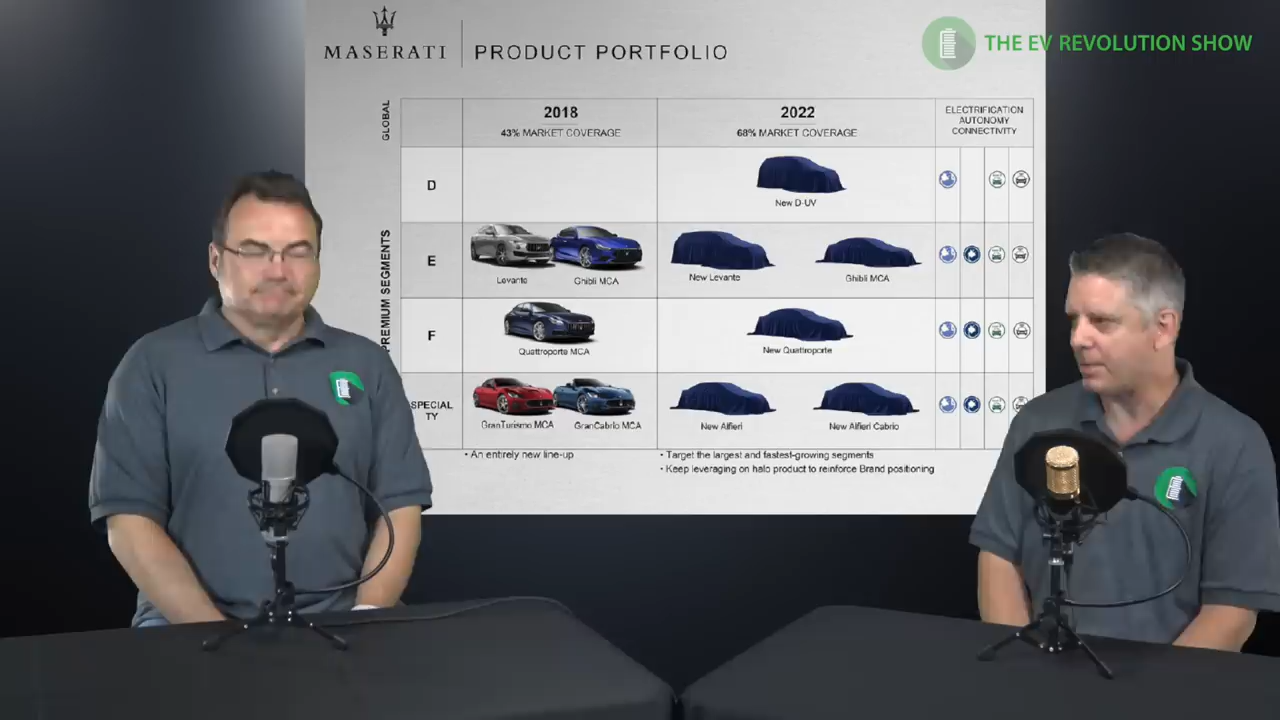 MASERATI
PRODUCT PORTFOLIO
THE EV REVOLUTION SHOW
GLOBAL
2018
43% MARKET COVERAGE
2022
68% MARKET COVERAGE
ELECTRIFICATION
AUTONOMY
CONNECTIVITY
PREMIUM SEGMENTS
D
New D-UV
E
Levante
Ghibli MCA
New Levante
Ghibli MCA
F
Quattroporte MCA
New Quattroporte
SPECIAL
TY
GranTurismo MCA
GranCabrio MCA
New Alfieri
New Alfieri Cabrio
• An entirely new line-up
• Target the largest and fastest-growing segments
• Keep leveraging on halo product to reinforce Brand positioning